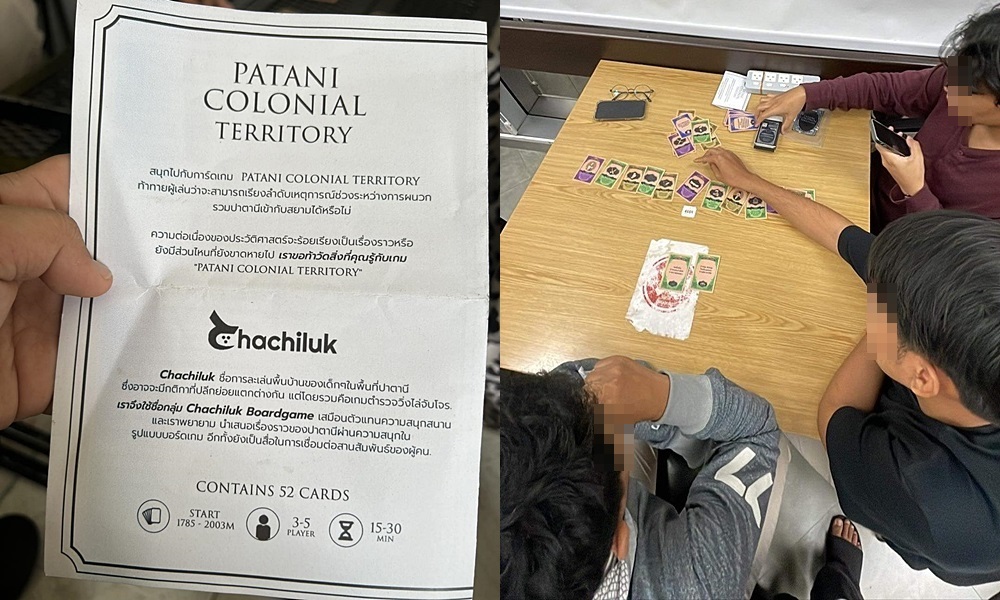 PATANI
COLONIAL
TERRITORY
สนุกไปกับการ์ดเกม PATANI COLONIAL TERRITORY
ท้าทายผู้เล่นว่าจะสามารถเรียงลำดับเหตุการณ์ช่วงระหว่างการผนวก
รวมปาตานีเข้ากับสยามได้หรือไม่
ความต่อเนื่องของประวัติศาสตร์จะร้อยเรียงเป็นเรื่องราวหรือ
ยังมีส่วนไหนที่ยังขาดหายไป เราขอท้าวัดสิ่งที่คุณรู้กับเกม
"PATANI COLONIAL TERRITORY"
Chachiluk
Chachiluk ชื่อการละเล่นพื้นบ้านของเด็กๆในพื้นที่ปาตานี
ซึ่งอาจจะมีกติกาที่ปลีกย่อยแตกต่างกัน แต่โดยรวมคือเกมตำรวจวิ่งไล่จับโจร.
เราจึงใช้ชื่อกลุ่ม Chachiluk Boardgame เสมือนตัวแทนความสนุกสนาน
และเราพยายาม นำเสนอเรื่องราวของปาตานีผ่านความสนุกใน
รูปแบบบอร์ดเกม อีกทั้งยังเป็นสื่อในการเชื่อมต่อสานสัมพันธ์ของผู้คน.
CONTAINS 52 CARDS
START
1785 - 2003M
3-5
PLAYER
15-30
MIN